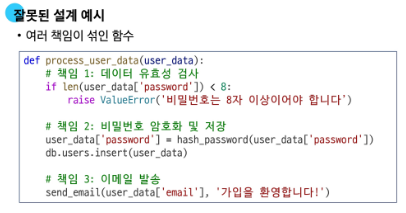 잘못된 설계 예시
• 여러 책임이 섞인 함수
def process_user_data(user_data):
    # 책임 1: 데이터 유효성 검사
    if len(user_data['password']) < 8:
        raise ValueError('비밀번호는 8자 이상이어야 합니다')

    # 책임 2: 비밀번호 암호화 및 저장
    user_data['password'] = hash_password(user_data['password'])
    db.users.insert(user_data)

    # 책임 3: 이메일 발송
    send_email(user_data['email'], '가입을 환영합니다!')